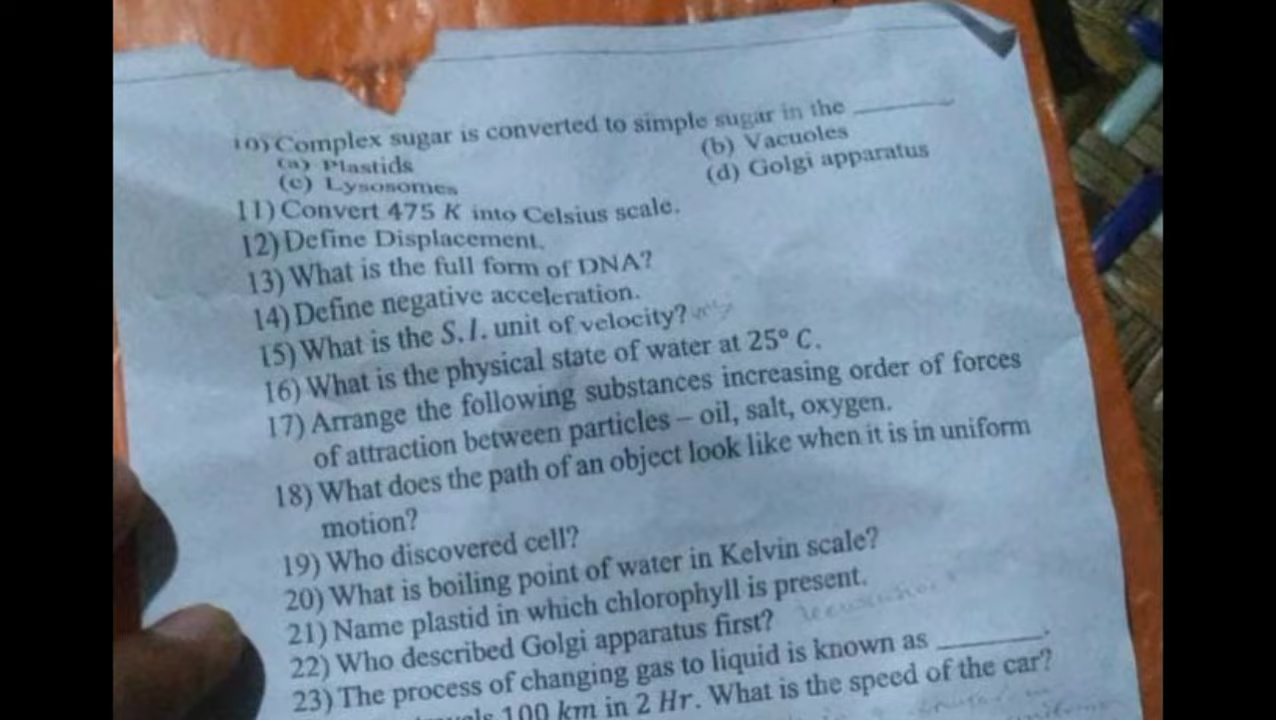 10) Complex sugar is converted to simple sugar in the ________
(a) Plastids (b) Vacuoles
(c) Lysosomes (d) Golgi apparatus
11) Convert 475 K into Celsius scale.
12) Define Displacement.
13) What is the full form of DNA?
14) Define negative acceleration.
15) What is the S.I. unit of velocity?
16) What is the physical state of water at 25° C.
17) Arrange the following substances increasing order of forces
of attraction between particles – oil, salt, oxygen.
18) What does the path of an object look like when it is in uniform
motion?
19) Who discovered cell?
20) What is boiling point of water in Kelvin scale?
21) Name plastid in which chlorophyll is present.
22) Who described Golgi apparatus first?
23) The process of changing gas to liquid is known as ________.
100 km in 2 Hr. What is the speed of the car?